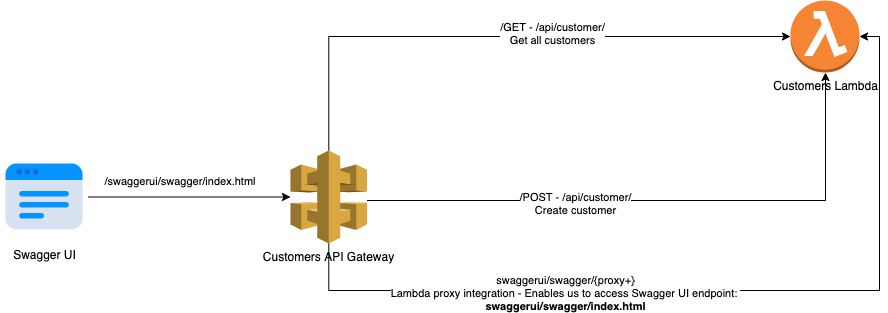 /GET - /api/customer/
Get all customers
Customers Lambda
/swaggerui/swagger/index.html
/POST - /api/customer/
Create customer
Swagger UI
Customers API Gateway
swaggerui/swagger/{proxy+}
Lambda proxy integration - Enables us to access Swagger UI endpoint:
swaggerui/swagger/index.html